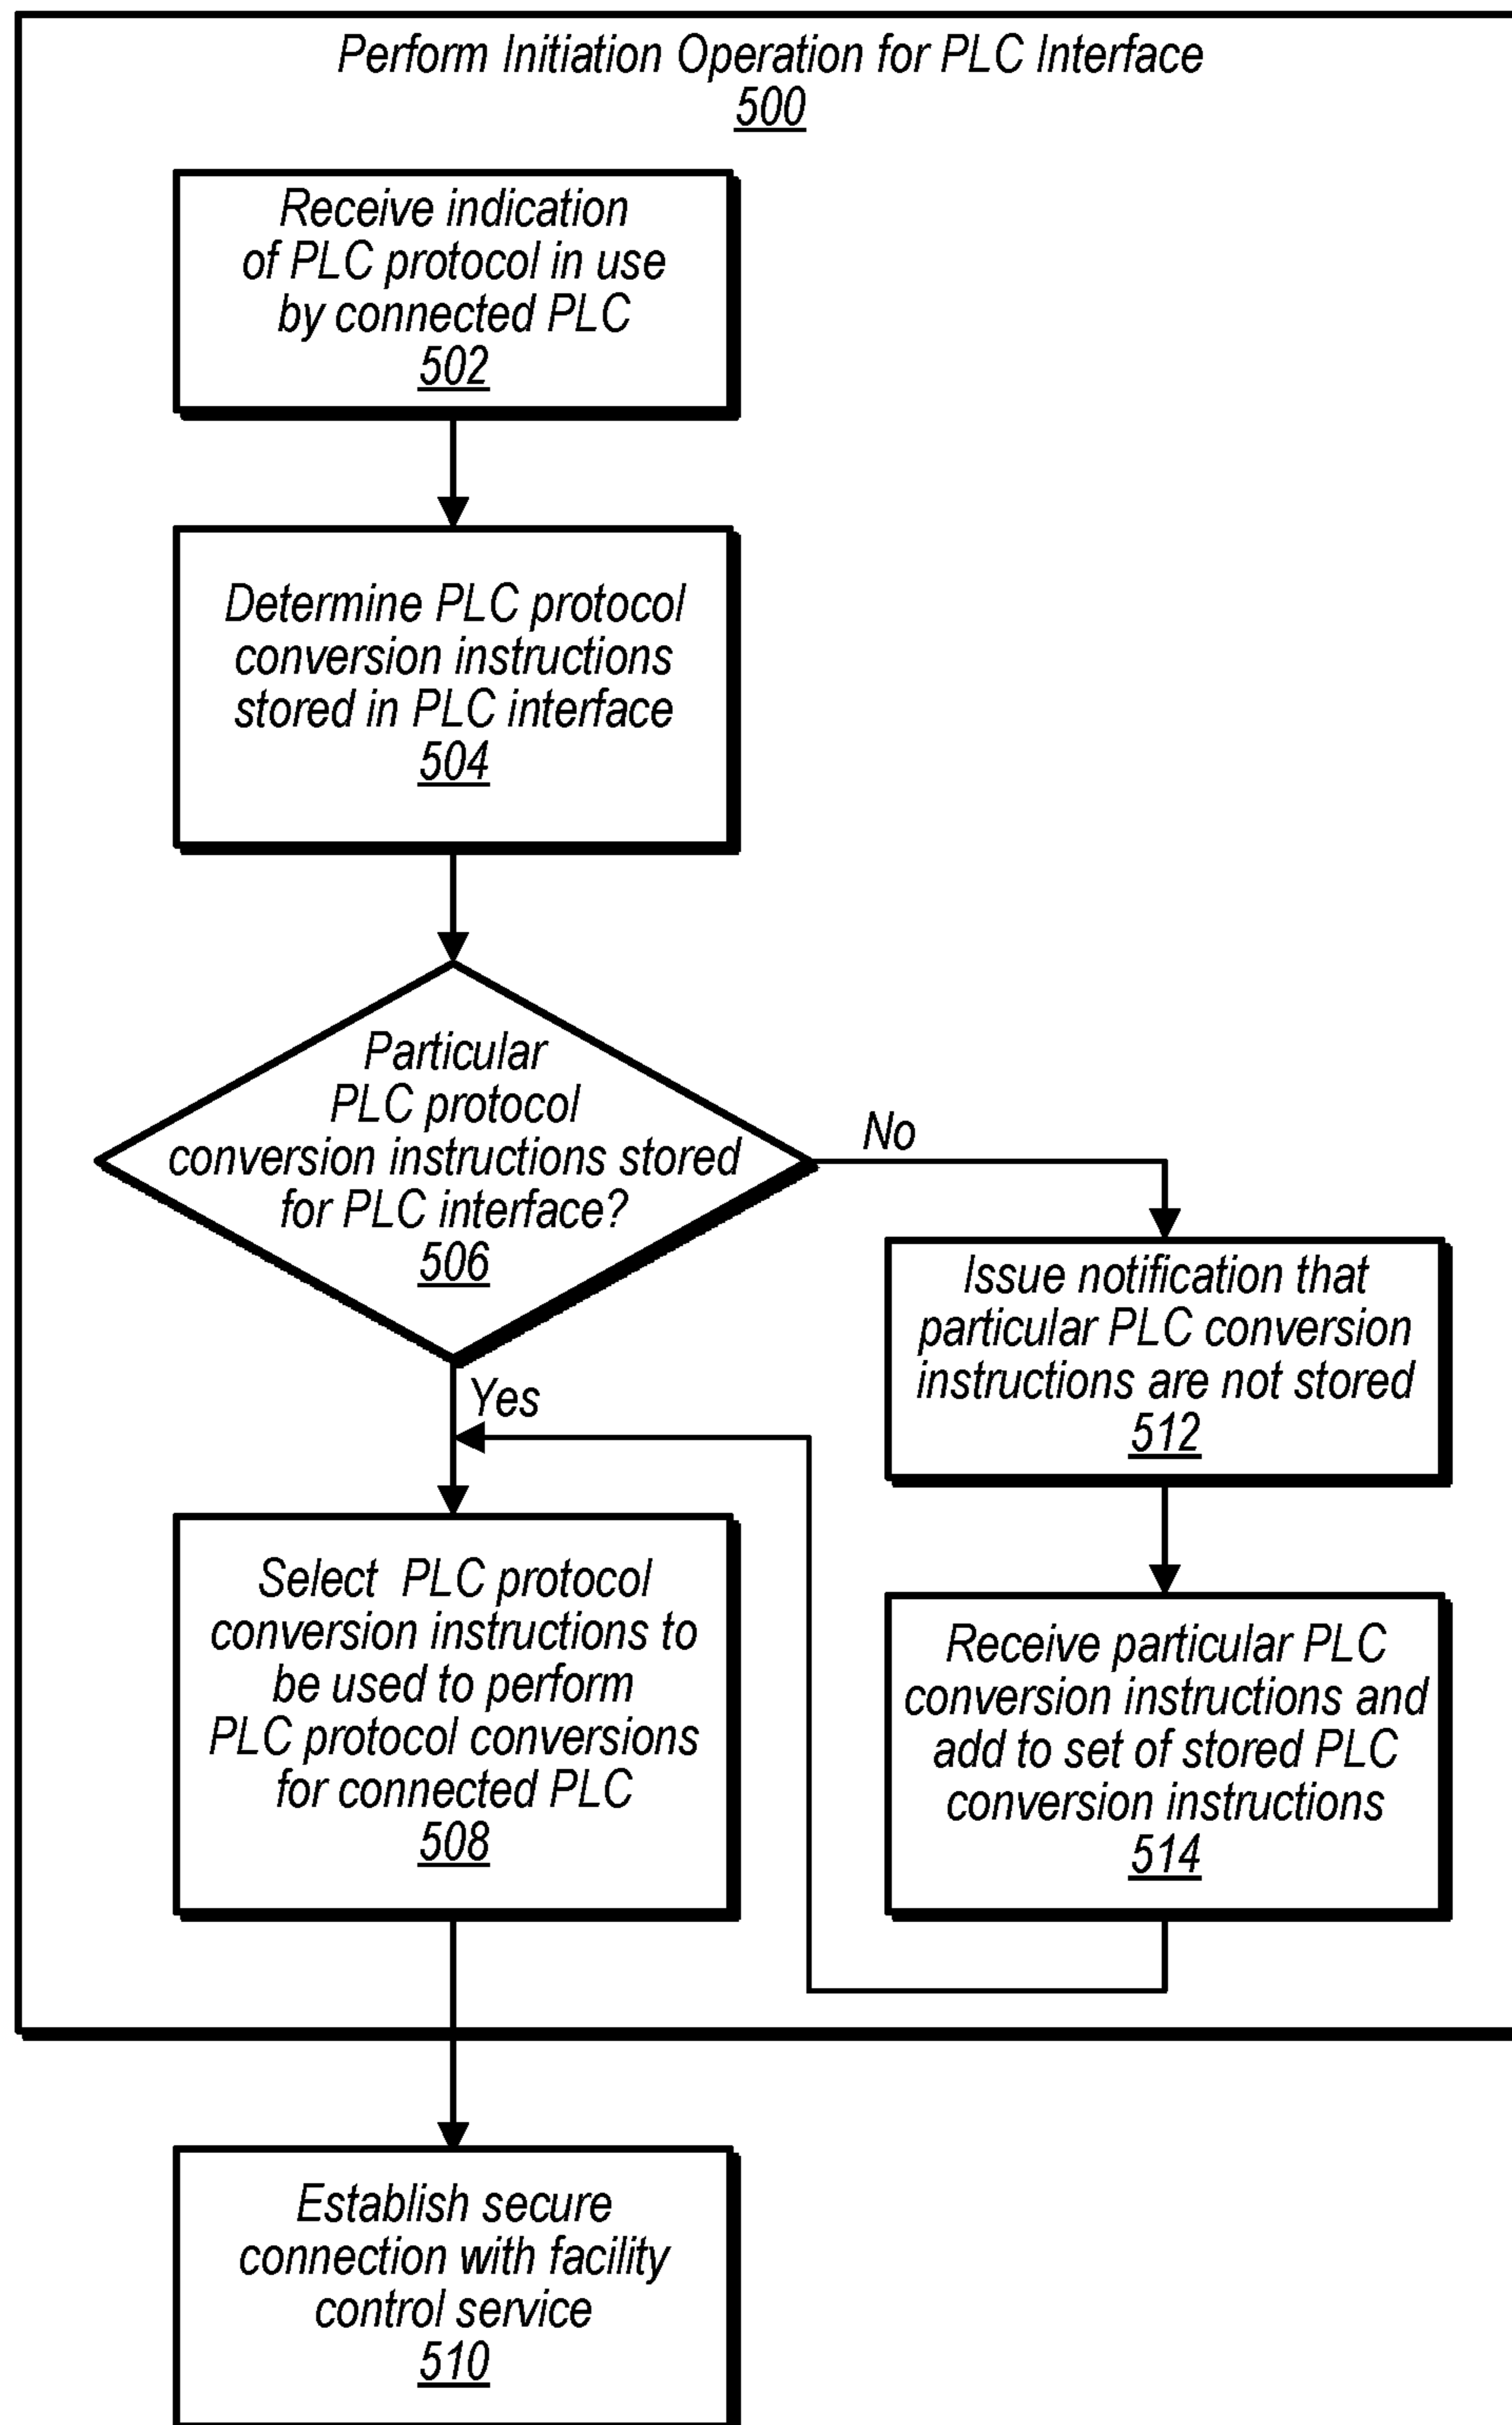 Perform Initiation Operation for PLC Interface
500
Receive indication
of PLC protocol in use
by connected PLC
502
Determine PLC protocol
conversion instructions
stored in PLC interface
504
Particular
PLC protocol
conversion instructions stored
for PLC interface?
506
No
Yes
Issue notification that
particular PLC conversion
instructions are not stored
512
Select PLC protocol
conversion instructions to
be used to perform
PLC protocol conversions
for connected PLC
508
Receive particular PLC
conversion instructions and
add to set of stored PLC
conversion instructions
514
Establish secure
connection with facility
control service
510